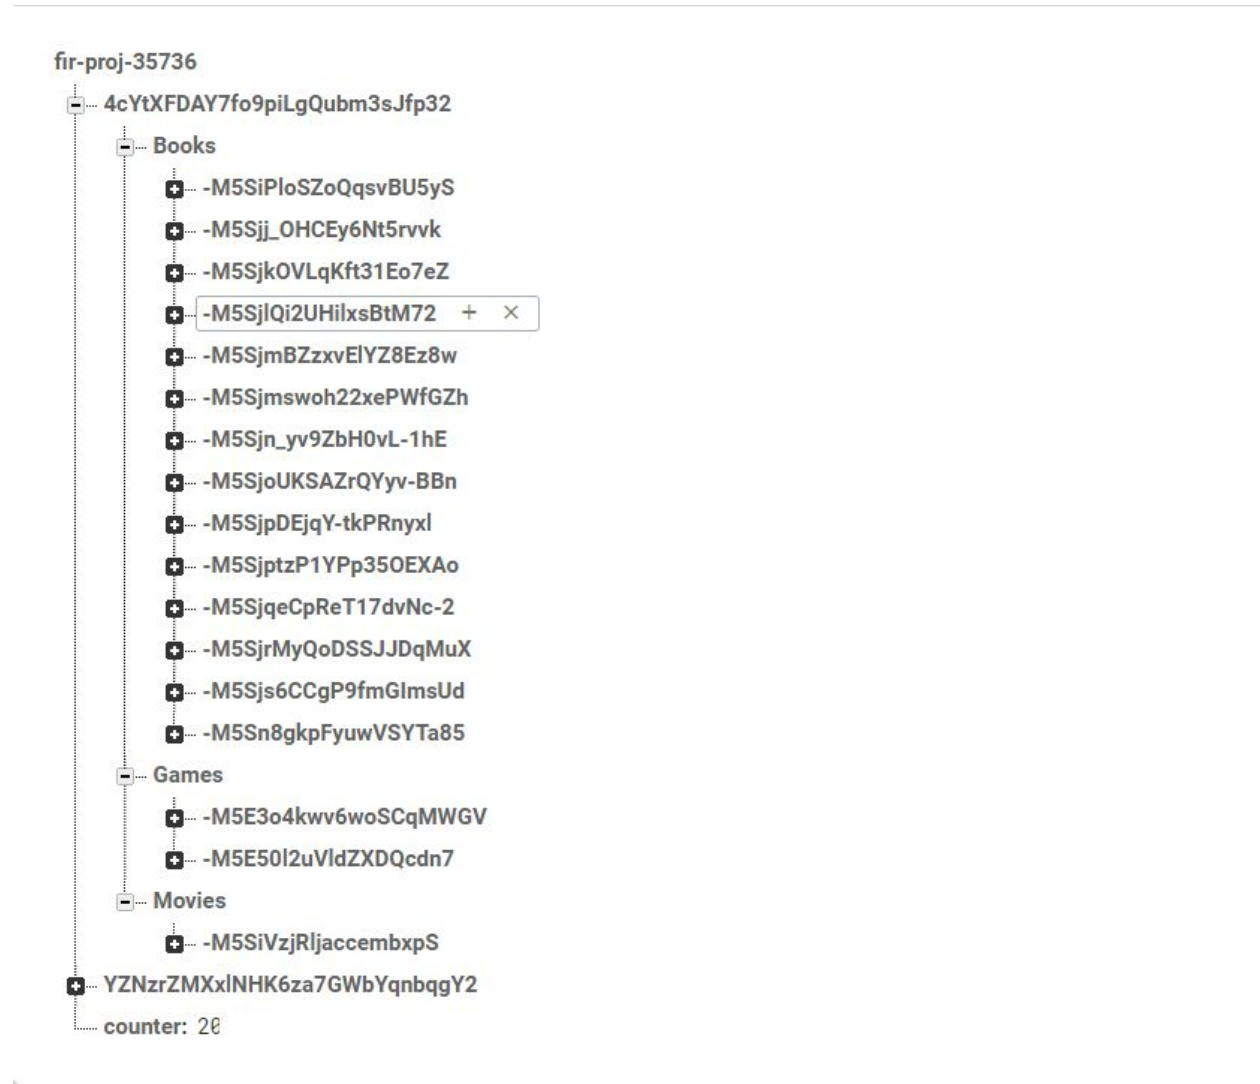 fir-proj-35736
4cYtXFDAY7fo9piLgQubm3sJfp32
Books
-M5SiPloSZoQqsvBU5yS
-M5Sjj_OHCEy6Nt5rvvk
-M5SjkOVLqKft31Eo7eZ
-M5SjlQi2UHilxsBtM72 + ×
-M5SjmBZzxvElYZ8Ez8w
-M5Sjmswoh22xePWfGZh
-M5Sjn_yv9ZbH0vL-1hE
-M5SjoUKSAZrQYyv-BBn
-M5SjpDEjqY-tkPRnyxl
-M5SjptzP1YPp35OEXAo
-M5SjqeCpReT17dvNc-2
-M5SjrMyQoDSSJJDqMuX
-M5Sjs6CCgP9fmGImsUd
-M5Sn8gkpFyuwVSYTa85
Games
-M5E3o4kwv6woSCqMWGV
-M5E50l2uVldZXDQcdn7
Movies
-M5SiVzjRljaccembxpS
YZNzrZMXxlNHK6za7GWbYqnbqgY2
counter: 20